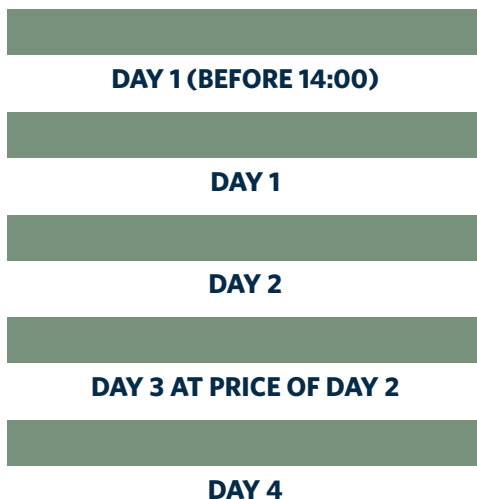 DAY 1 (BEFORE 14:00)
DAY 1
DAY 2
DAY 3 AT PRICE OF DAY 2
DAY 4